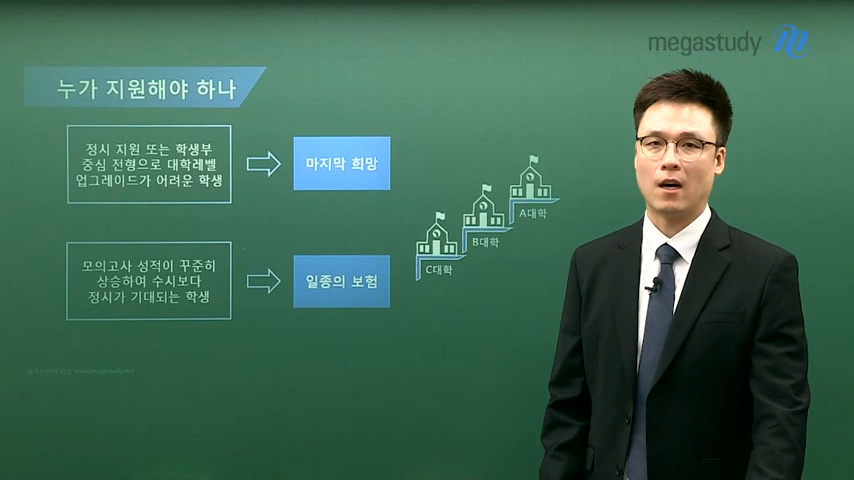 megastudy
누가 지원해야 하나
정시 지원 또는 학생부
중심 전형으로 대학레벨
업그레이드가 어려운 학생
마지막 희망
모의고사 성적이 꾸준히
상승하여 수시보다
정시가 기대되는 학생
일종의 보험
A대학
B대학
C대학